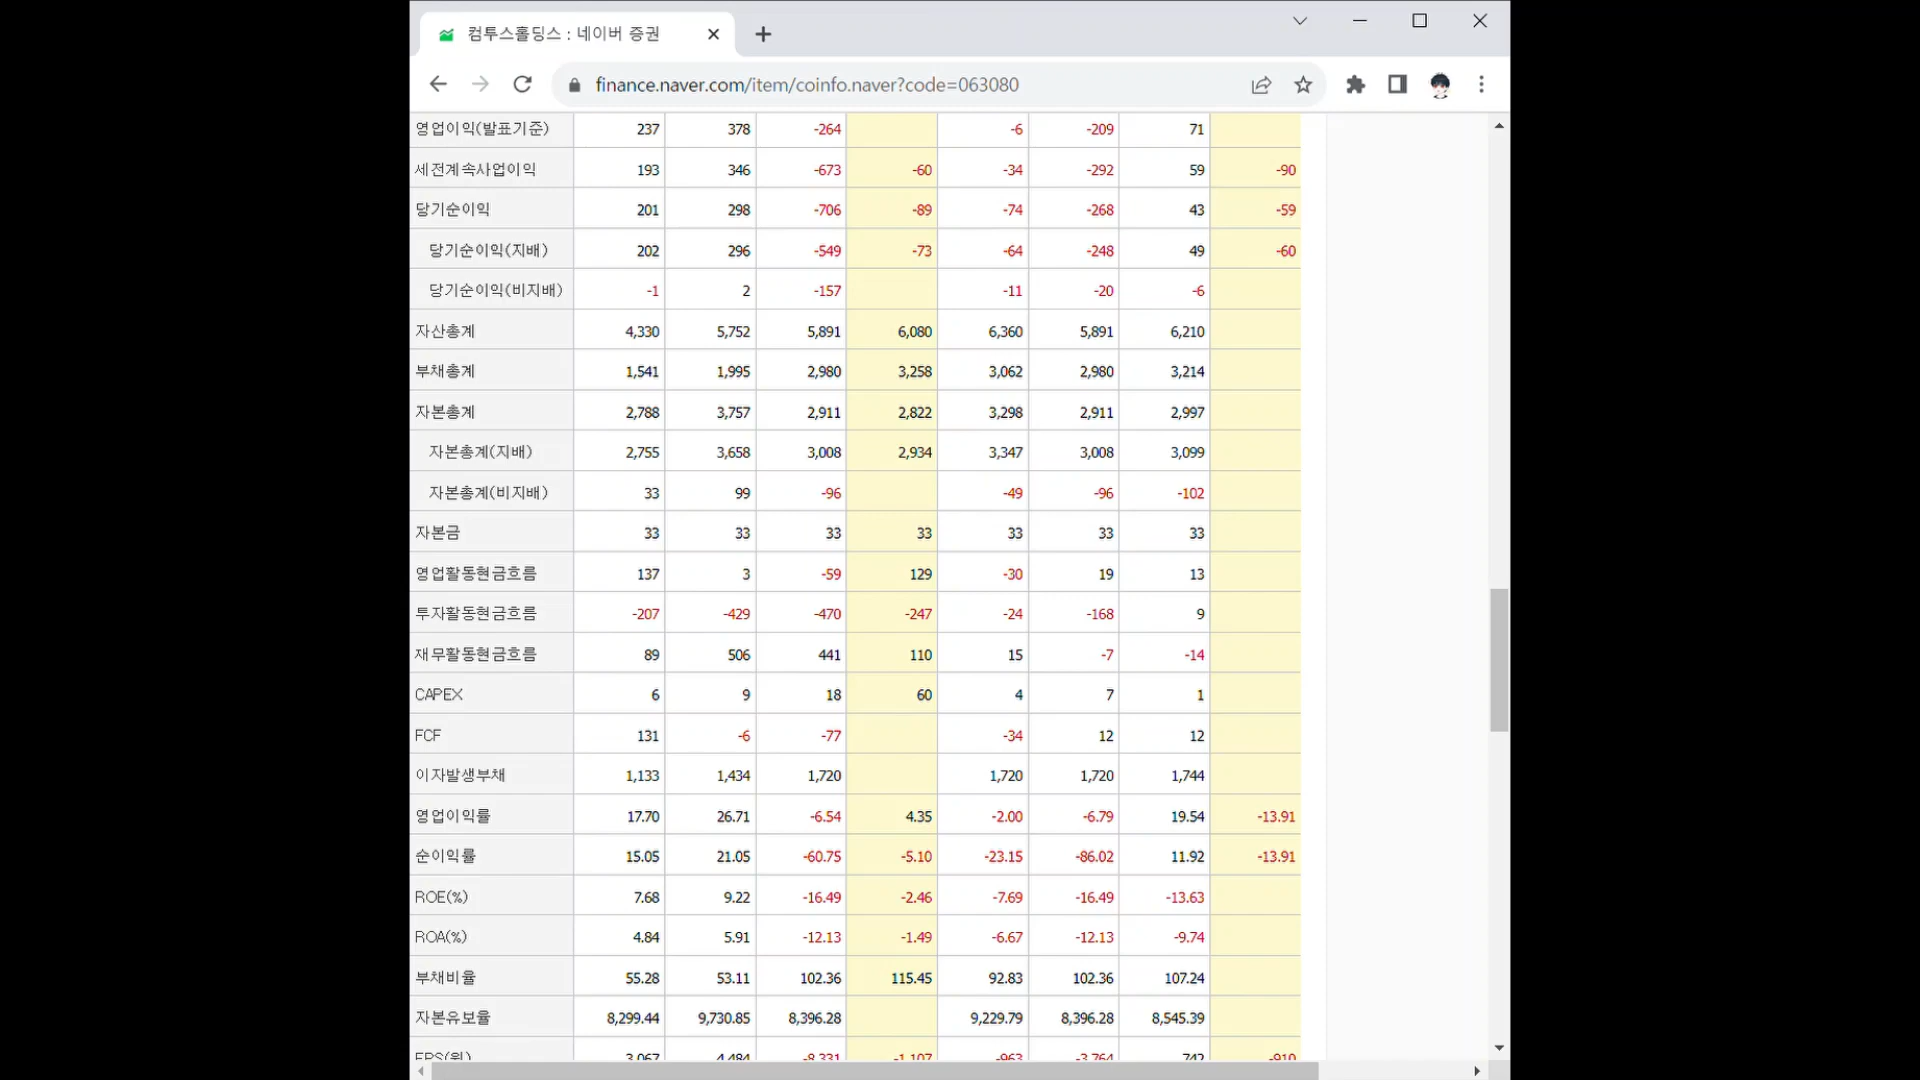 컴투스홀딩스 : 네이버 증권
finance.naver.com/item/coinfo.naver?code=063080
영업이익(발표기준) 237 378 -264 -6 -209 71
세전계속사업이익 193 346 -673 -60 -34 -292 59 -90
당기순이익 201 298 -706 -89 -74 -268 43 -59
당기순이익(지배) 202 296 -549 -73 -64 -248 49 -60
당기순이익(비지배) -1 2 -157 -11 -20 -6
자산총계 4,330 5,752 5,891 6,080 6,360 5,891 6,210
부채총계 1,541 1,995 2,980 3,258 3,062 2,980 3,214
자본총계 2,788 3,757 2,911 2,822 3,298 2,911 2,997
자본총계(지배) 2,755 3,658 3,008 2,934 3,347 3,008 3,099
자본총계(비지배) 33 99 -96 -49 -96 -102
자본금 33 33 33 33 33 33 33
영업활동현금흐름 137 3 -59 129 -30 19 13
투자활동현금흐름 -207 -429 -470 -247 -24 -168 9
재무활동현금흐름 89 506 441 110 15 -7 -14
CAPEX 6 9 18 60 4 7 1
FCF 131 -6 -77 -34 12 12
이자발생부채 1,133 1,434 1,720 1,720 1,720 1,744
영업이익률 17.70 26.71 -6.54 4.35 -2.00 -6.79 19.54 -13.91
순이익률 15.05 21.05 -60.75 -5.10 -23.15 -86.02 11.92 -13.91
ROE(%) 7.68 9.22 -16.49 -2.46 -7.69 -16.49 -13.63
ROA(%) 4.84 5.91 -12.13 -1.49 -6.67 -12.13 -9.74
부채비율 55.28 53.11 102.36 115.45 92.83 102.36 107.24
자본유보율 8,299.44 9,730.85 8,396.28 9,229.79 8,396.28 8,545.39
EPS(원) 3,067 4,484 -8,331 -1,107 -963 -3,764 742 -910